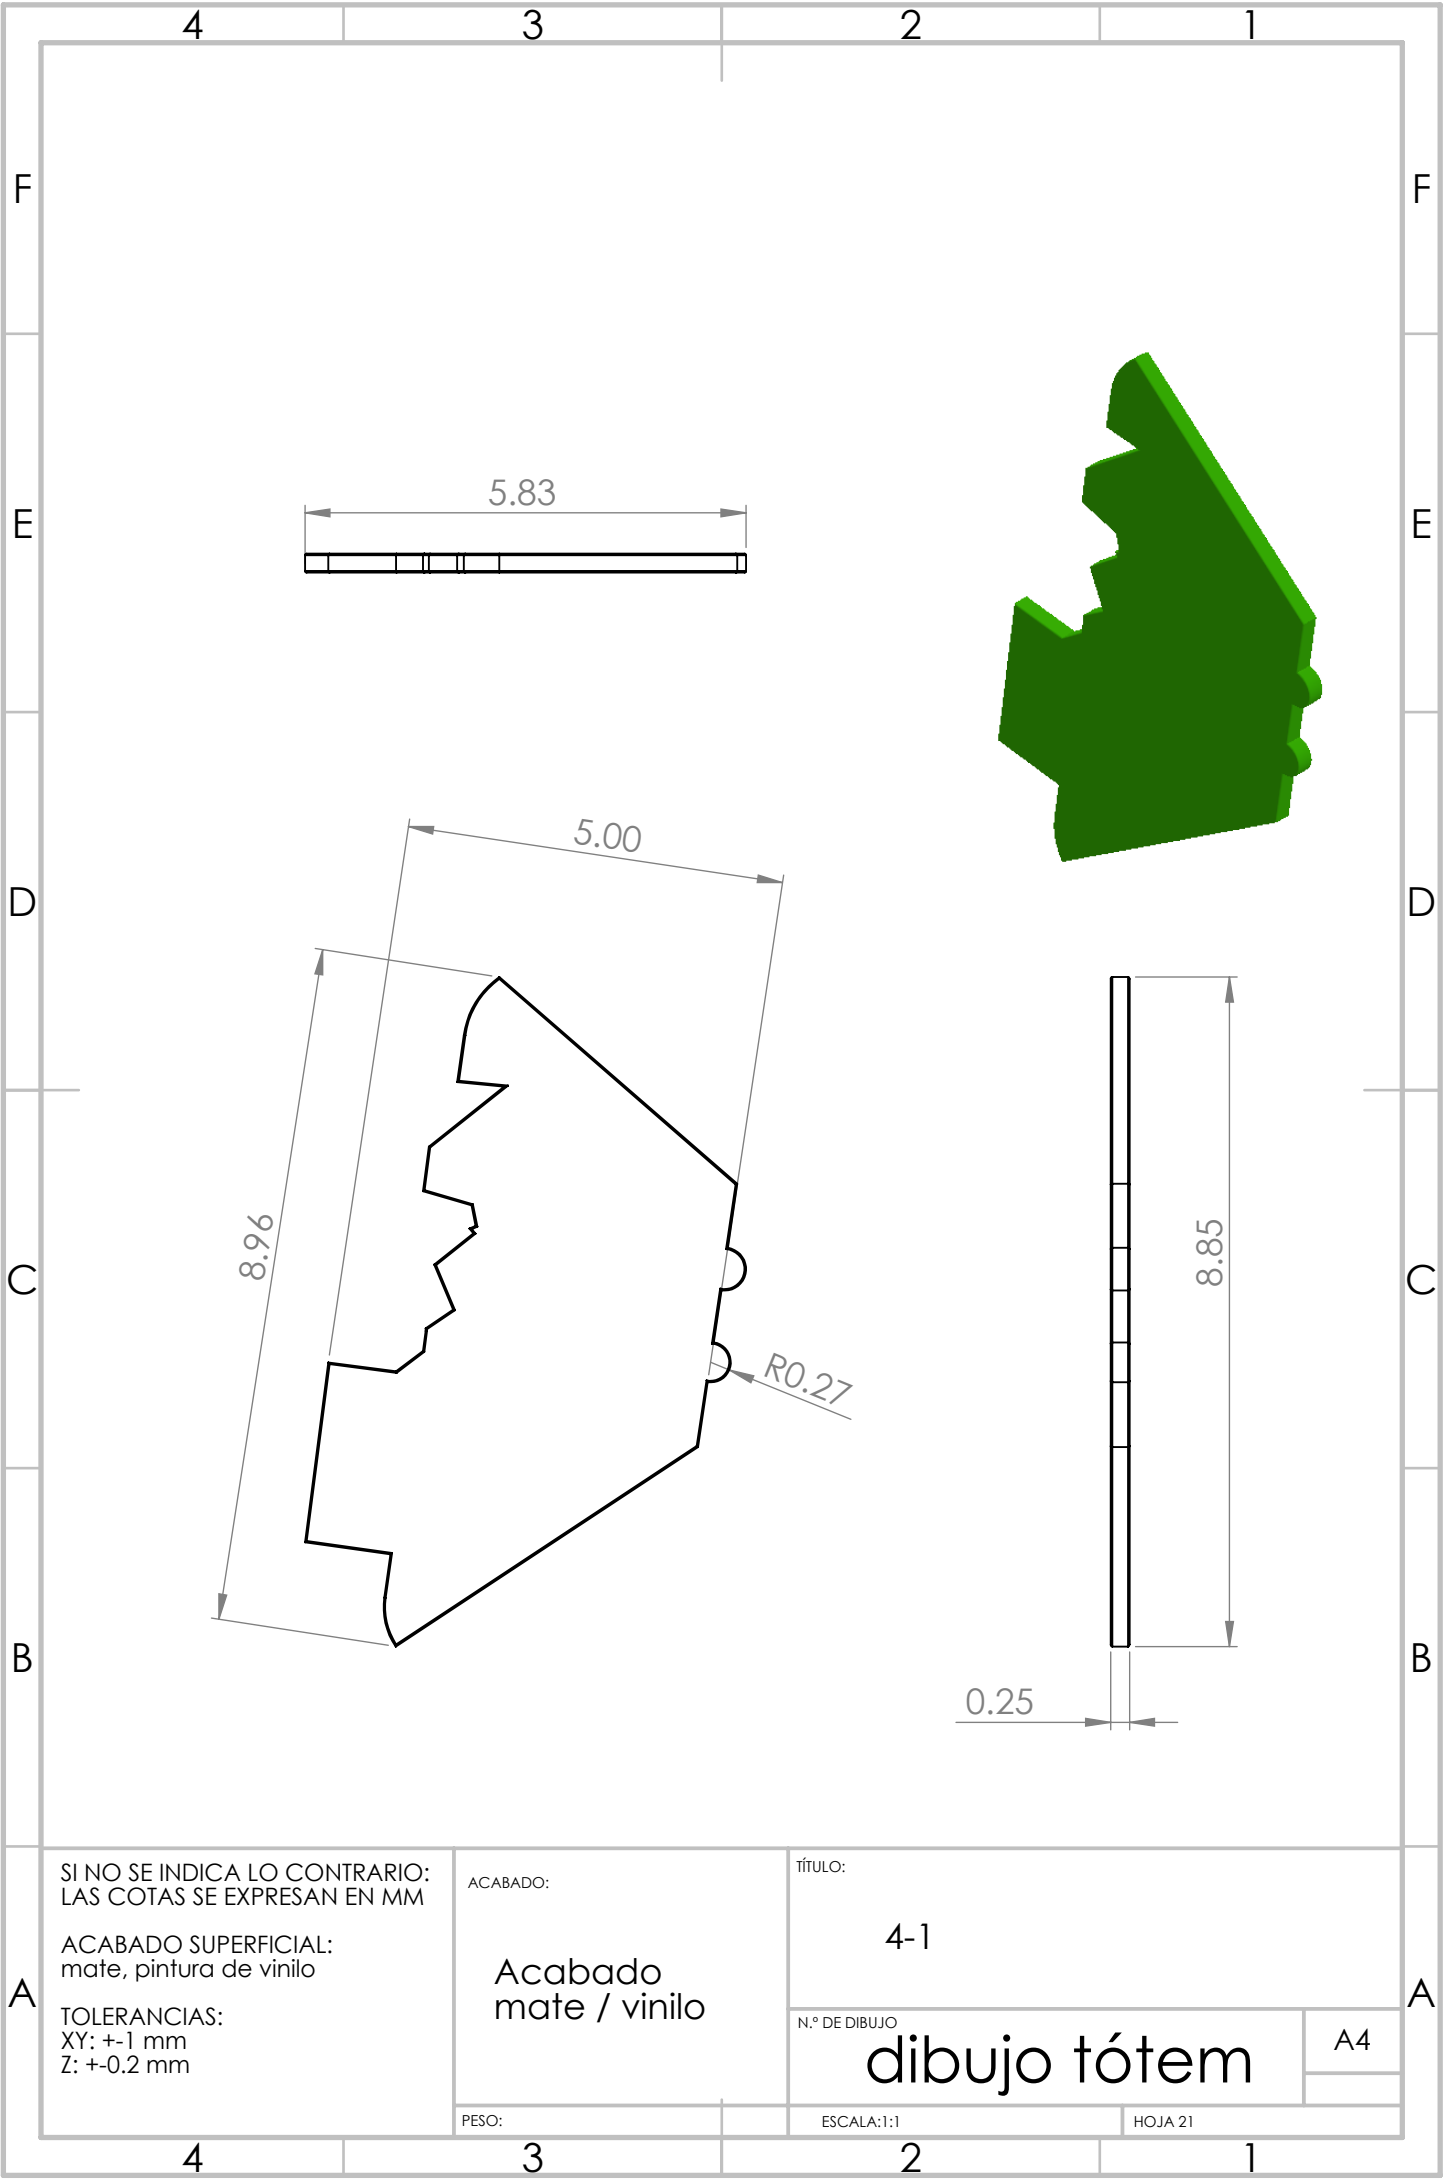 4 3 2 1
F F
5.83
E E
5.00
D D
8.96
8.85
C C
R0.27
B B
0.25
SI NO SE INDICA LO CONTRARIO:
LAS COTAS SE EXPRESAN EN MM
ACABADO SUPERFICIAL:
mate, pintura de vinilo
TOLERANCIAS:
XY: +-1 mm
Z: +-0.2 mm
ACABADO:
Acabado
mate / vinilo
PESO:
TÍTULO:
4-1
N.º DE DIBUJO
dibujo tótem
A4
ESCALA:1:1
HOJA 21
A A
4 3 2 1